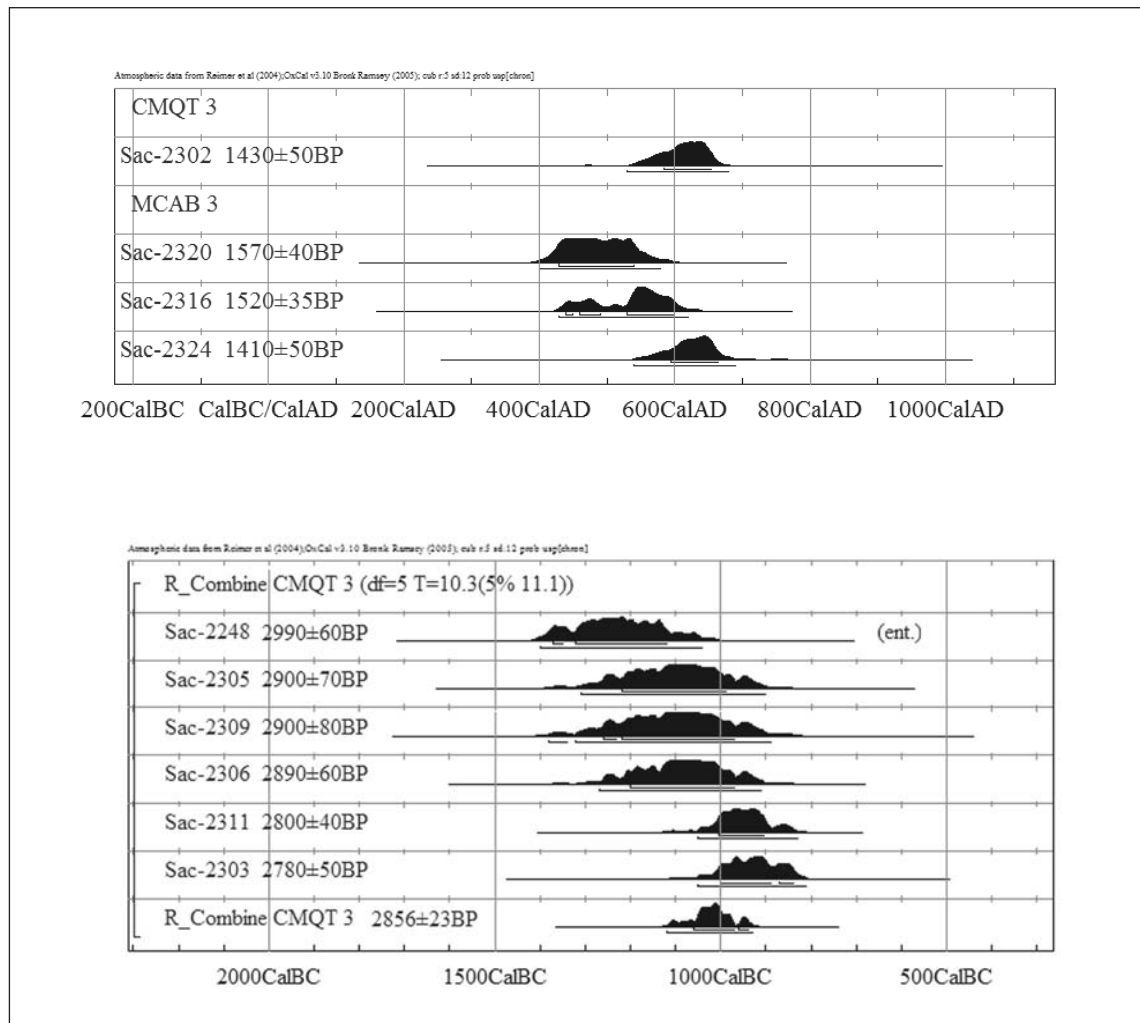 Atmospheric data from Reimer et al (2004);OxCal v3.10 Bronk Ramsey (2005); cub r:5 sd:12 prob usp[chron]
CMQT 3
Sac-2302 1430±50BP
MCAB 3
Sac-2320 1570±40BP
Sac-2316 1520±35BP
Sac-2324 1410±50BP
200CalBC CalBC/CalAD 200CalAD 400CalAD 600CalAD 800CalAD 1000CalAD
Atmospheric data from Reimer et al (2004);OxCal v3.10 Bronk Ramsey (2005); cub r:5 sd:12 prob usp[chron]
R_Combine CMQT 3 (df=5 T=10.3(5% 11.1))
Sac-2248 2990±60BP (ent.)
Sac-2305 2900±70BP
Sac-2309 2900±80BP
Sac-2306 2890±60BP
Sac-2311 2800±40BP
Sac-2303 2780±50BP
R_Combine CMQT 3 2856±23BP
2000CalBC 1500CalBC 1000CalBC 500CalBC